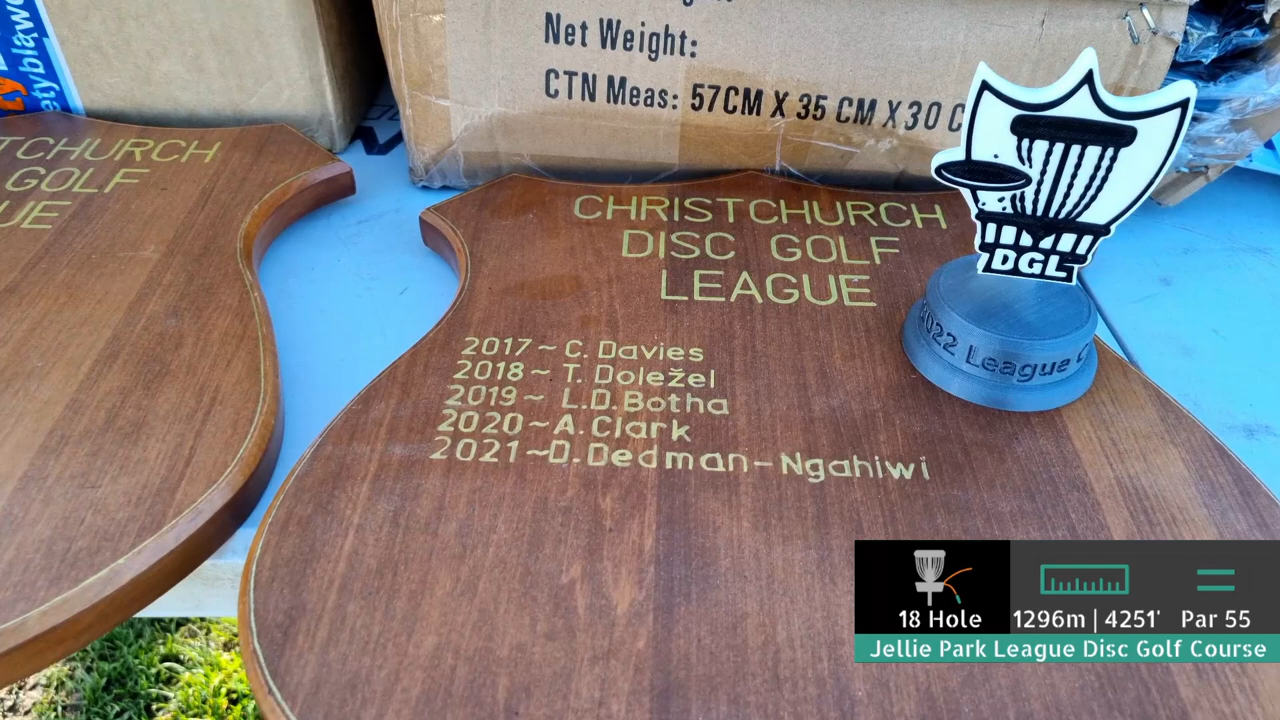 Net Weight:
CTN Meas: 57CM X 35 CM X 30 C
etyblaw
TCHURCH
GOLF
UE
CHRISTCHURCH
DISC GOLF
LEAGUE
2017~ C. Davies
2018~ T. Doležel
2019~ L.D. Botha
2020~A. Clark
2021~D. Dedman-Ngahiwi
DGL
2022 League C
18 Hole
1296m | 4251'
Par 55
Jellie Park League Disc Golf Course